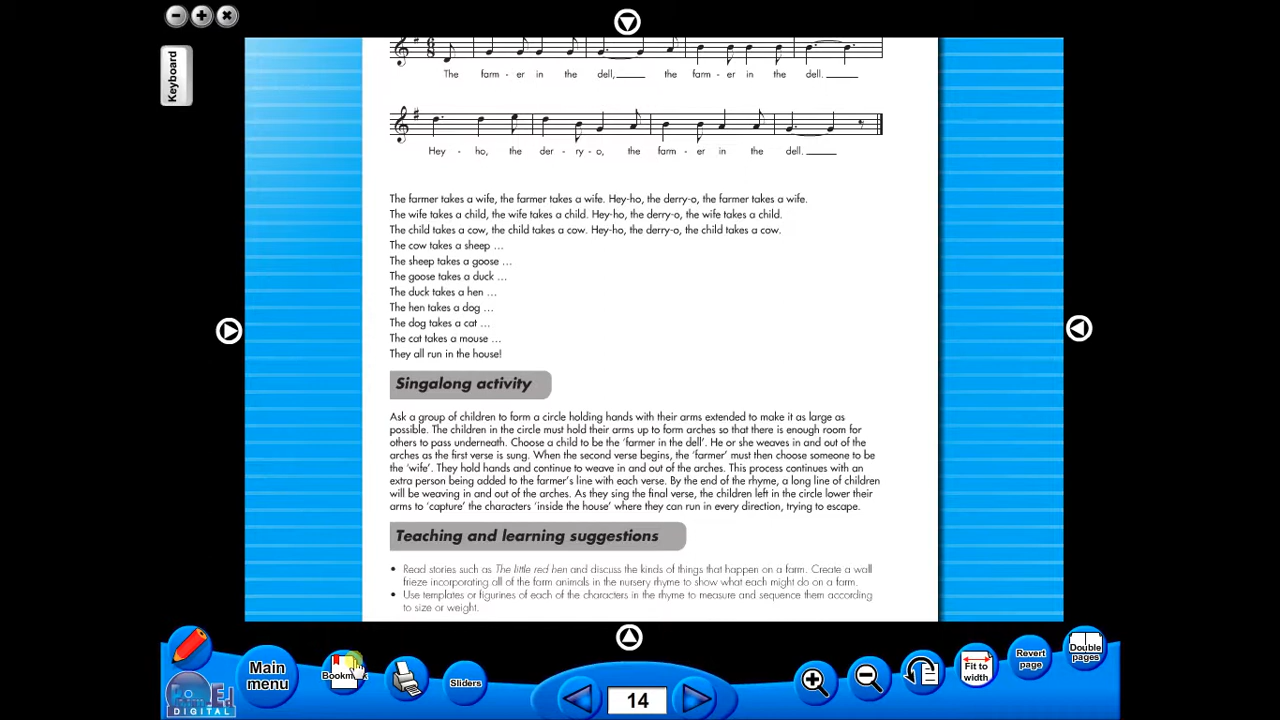 Keyboard
The farm - er in the dell, the farm - er in the dell.
Hey - ho, the der - ry - o, the farm - er in the dell.
The farmer takes a wife, the farmer takes a wife. Hey-ho, the derry-o, the farmer takes a wife.
The wife takes a child, the wife takes a child. Hey-ho, the derry-o, the wife takes a child.
The child takes a cow, the child takes a cow. Hey-ho, the derry-o, the child takes a cow.
The cow takes a sheep …
The sheep takes a goose …
The goose takes a duck …
The duck takes a hen …
The hen takes a dog …
The dog takes a cat …
The cat takes a mouse …
They all run in the house!
Singalong activity
Ask a group of children to form a circle holding hands with their arms extended to make it as large as
possible. The children in the circle must hold their arms up to form arches so that there is enough room for
others to pass underneath. Choose a child to be the ‘farmer in the dell’. He or she weaves in and out of the
arches as the first verse is sung. When the second verse begins, the ‘farmer’ must then choose someone to be
the ‘wife’. They hold hands and continue to weave in and out of the arches. This process continues with an
extra person being added to the farmer’s line with each verse. By the end of the rhyme, a long line of children
will be weaving in and out of the arches. As they sing the final verse, the children left in the circle lower their
arms to ‘capture’ the characters ‘inside the house’ where they can run in every direction, trying to escape.
Teaching and learning suggestions
• Read stories such as The little red hen and discuss the kinds of things that happen on a farm. Create a wall
frieze incorporating all of the farm animals in the nursery rhyme to show what each might do on a farm.
• Use templates or figurines of each of the characters in the rhyme to measure and sequence them according
to size or weight.
Main
menu
Sliders
14
Fit to
width
Revert
page
Double
pages
DIGITAL